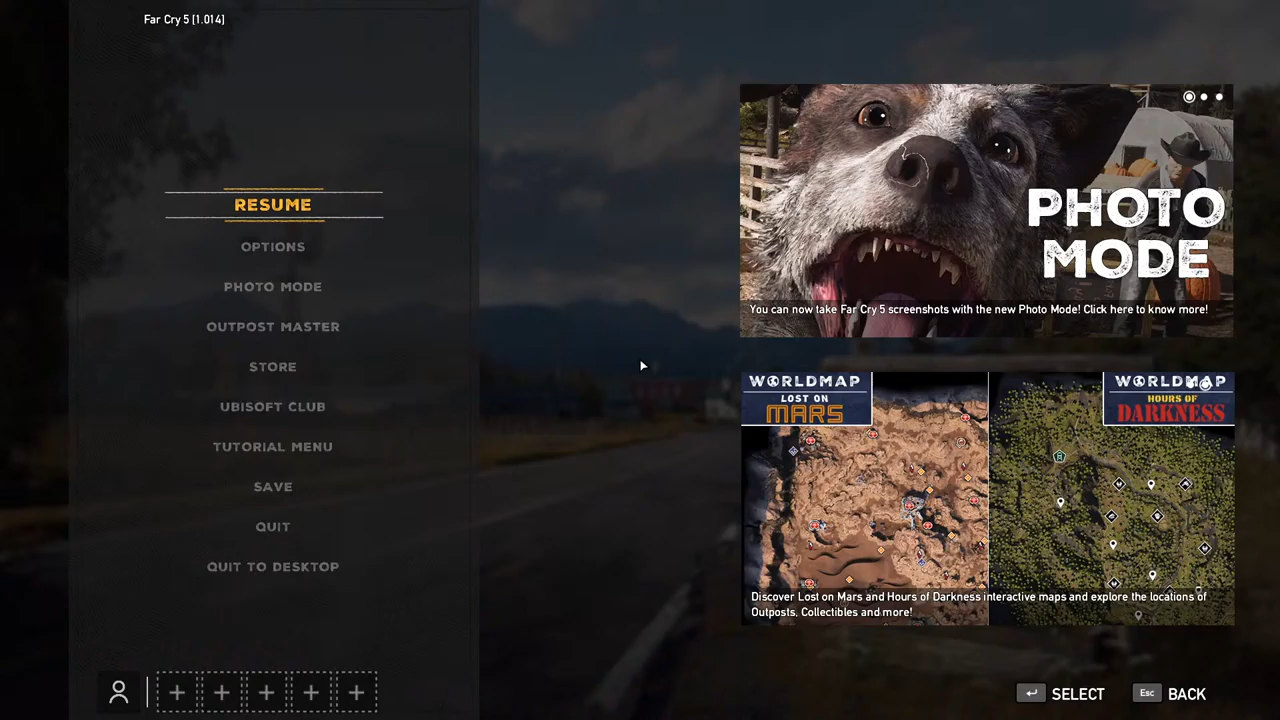 Far Cry 5 [1.014]
RESUME
OPTIONS
PHOTO MODE
OUTPOST MASTER
STORE
UBISOFT CLUB
TUTORIAL MENU
SAVE
QUIT
QUIT TO DESKTOP
PHOTO
MODE
You can now take Far Cry 5 screenshots with the new Photo Mode! Click here to know more!
WORLDMAP
LOST ON
MARS
WORLDMAP
HOURS OF
DARKNESS
Discover Lost on Mars and Hours of Darkness interactive maps and explore the locations of
Outposts, Collectibles and more!
SELECT
Esc BACK